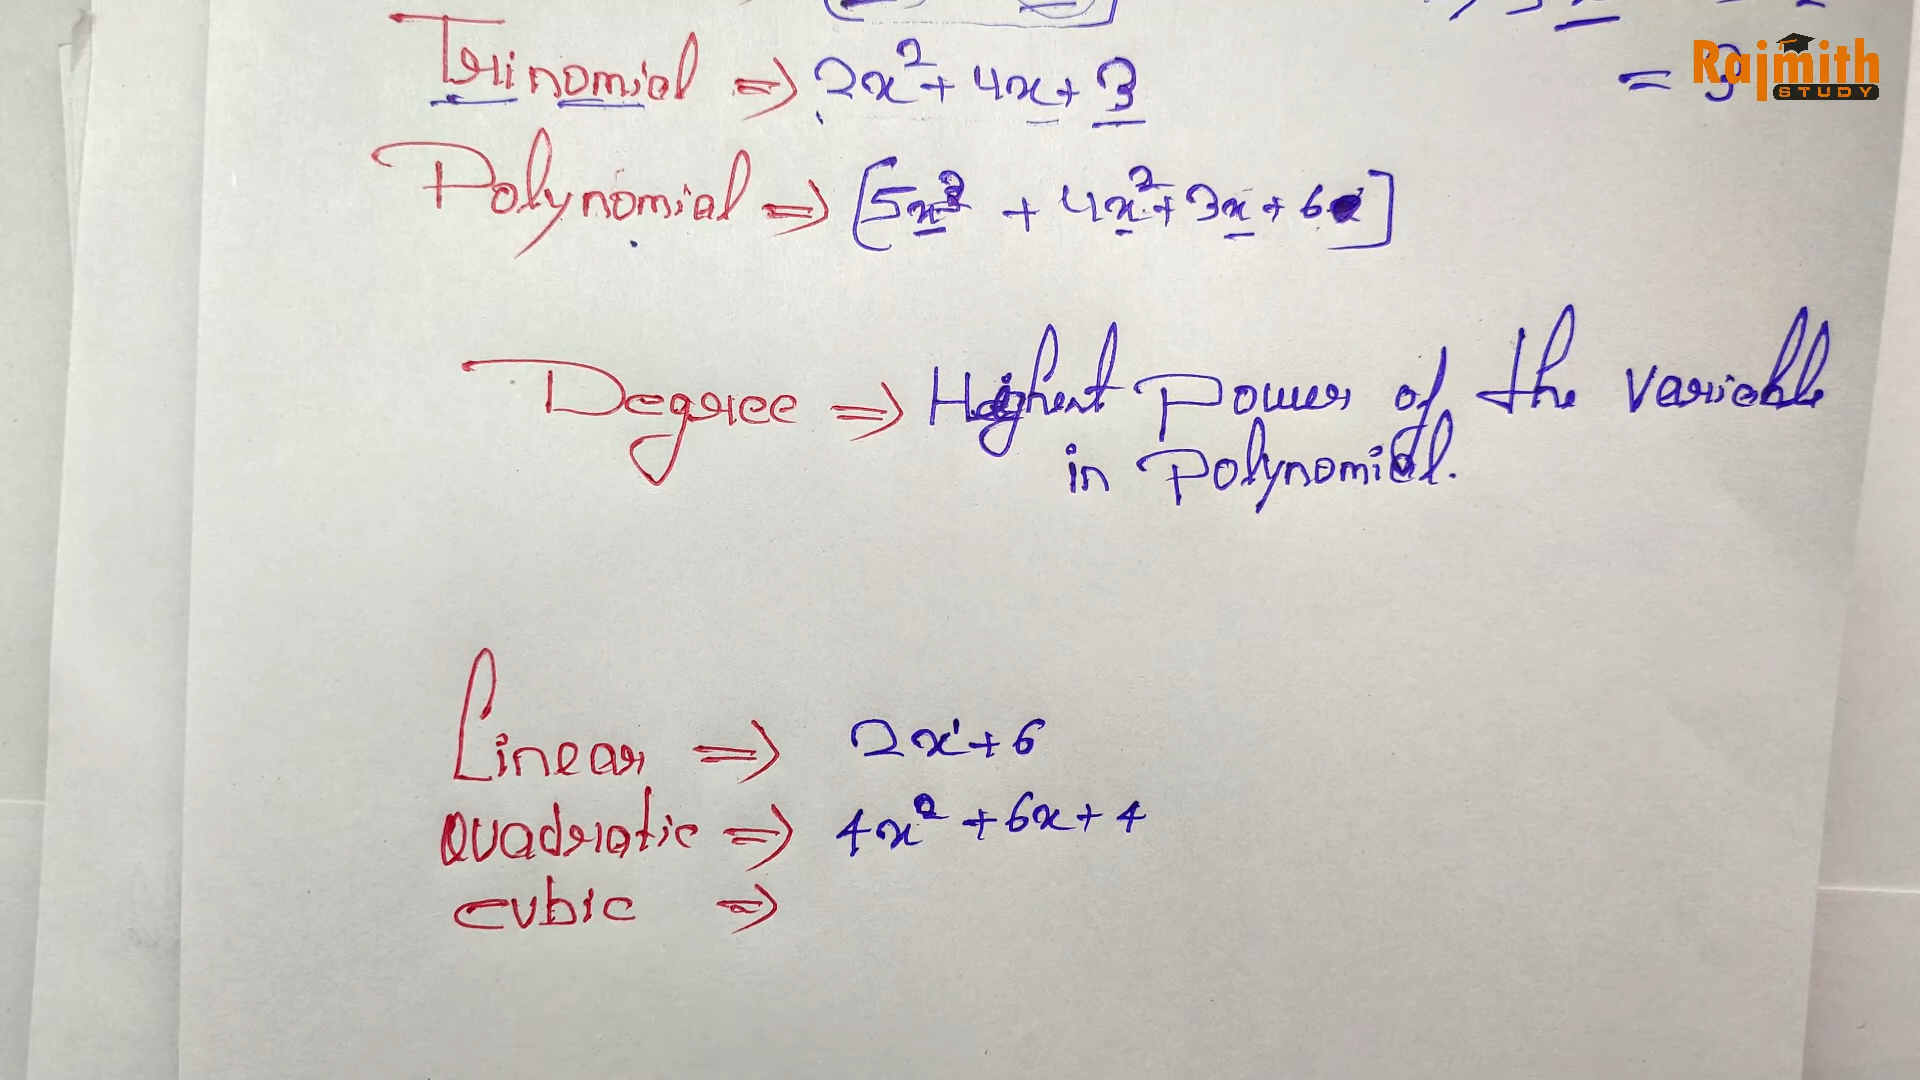 Trinomial => 2x² + 4x + 3
= 3
Rajmith
STUDY
Polynomial => [5x³ + 4x² + 3x + 6]
Degree => Highest Power of the variable
in Polynomial.
Linear => 2x¹ + 6
Quadratic => 4x² + 6x + 4
cubic =>